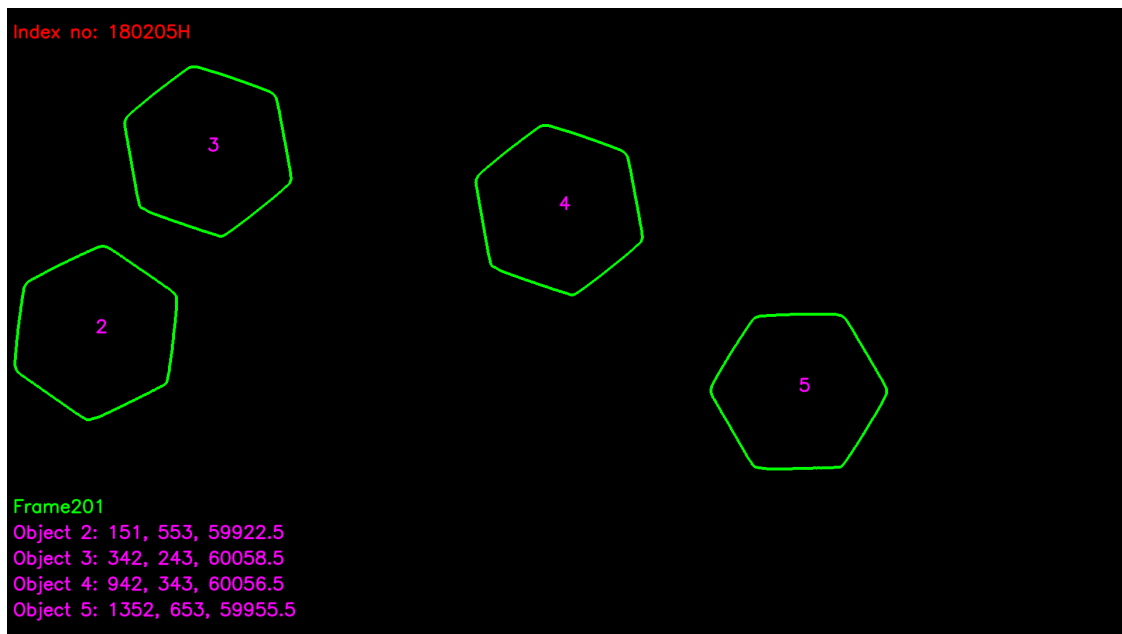 Index no: 180205H
3
4
2
5
Frame201
Object 2: 151, 553, 59922.5
Object 3: 342, 243, 60058.5
Object 4: 942, 343, 60056.5
Object 5: 1352, 653, 59955.5